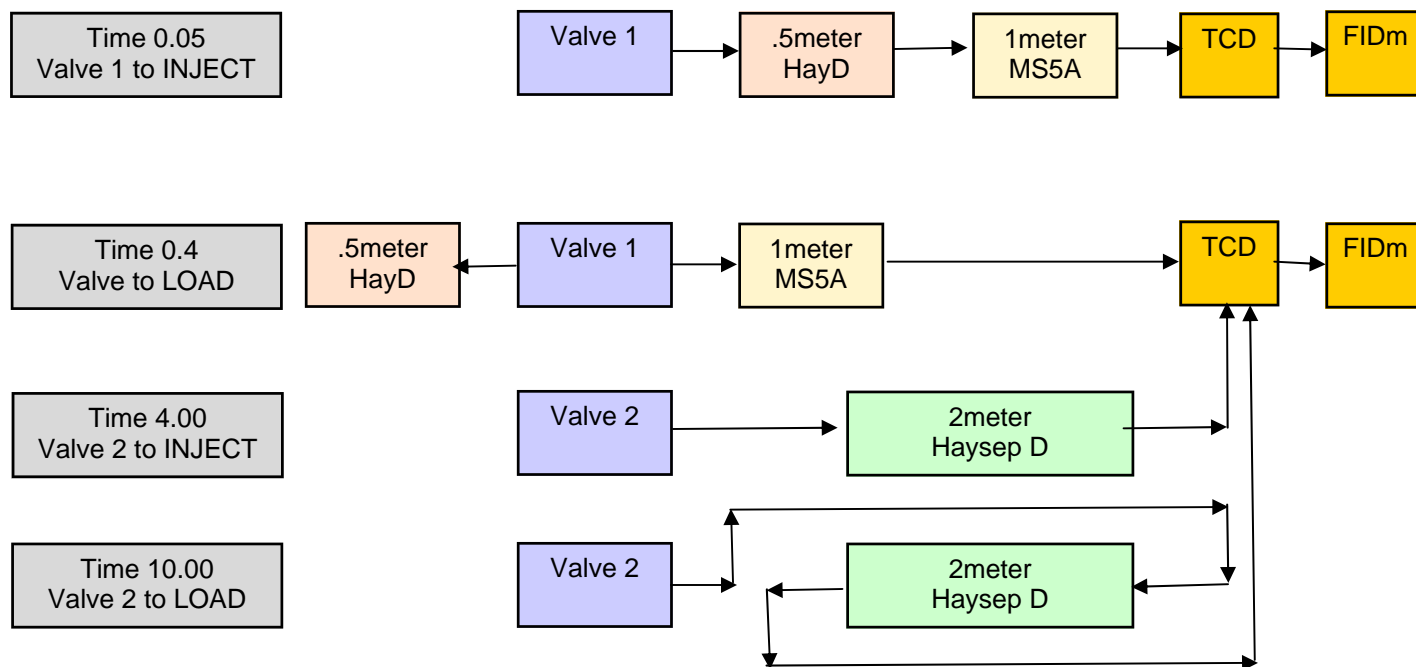 Time 0.05
Valve 1 to INJECT
Valve 1
.5meter
HayD
1meter
MS5A
TCD
FIDm
Time 0.4
Valve to LOAD
.5meter
HayD
Valve 1
1meter
MS5A
TCD
FIDm
Time 4.00
Valve 2 to INJECT
Valve 2
2meter
Haysep D
Time 10.00
Valve 2 to LOAD
Valve 2
2meter
Haysep D